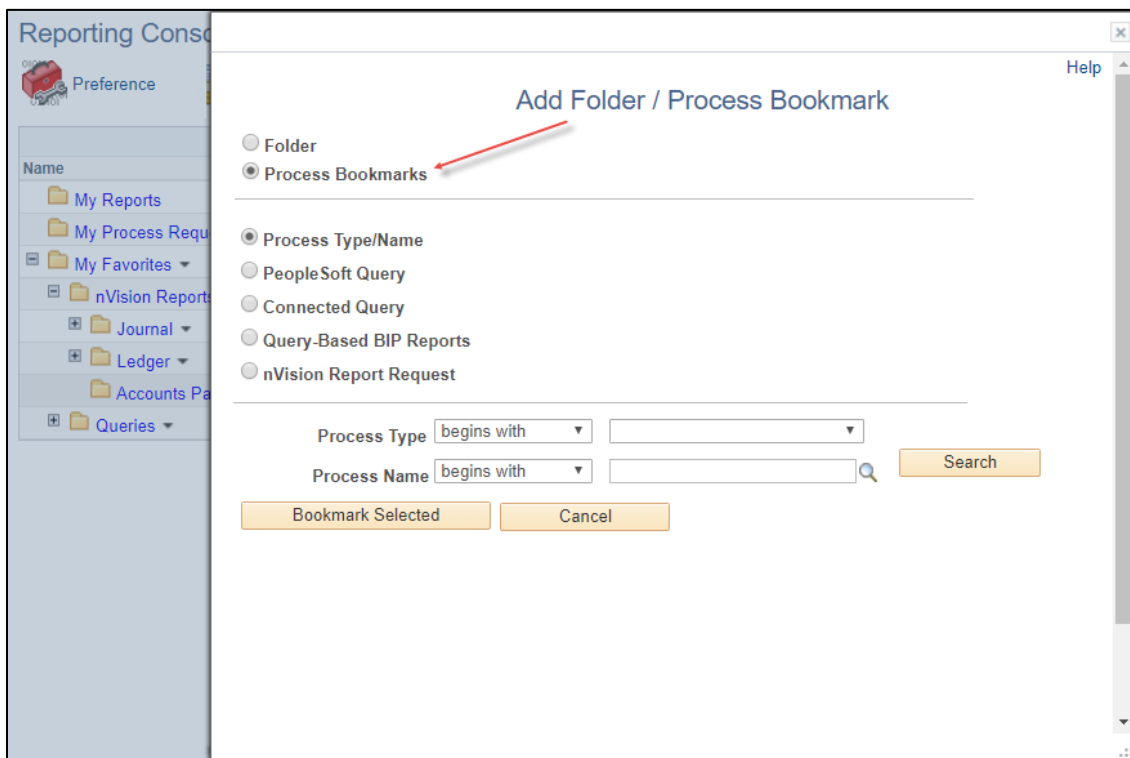 Reporting Conso
Preference
Name
My Reports
My Process Requ
My Favorites
nVision Reports
Journal
Ledger
Accounts Pa
Queries
Help
Add Folder / Process Bookmark
Folder
Process Bookmarks
Process Type/Name
PeopleSoft Query
Connected Query
Query-Based BIP Reports
nVision Report Request
Process Type begins with
Process Name begins with
Search
Bookmark Selected Cancel